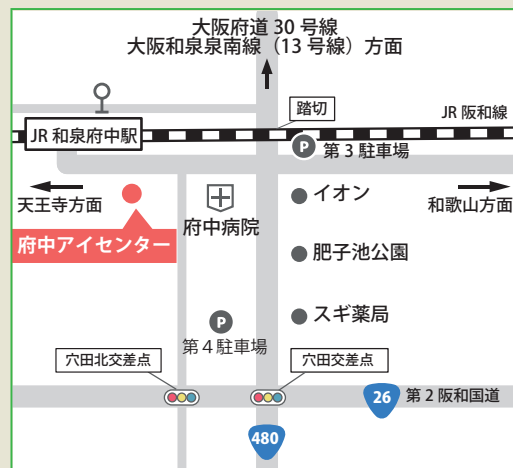 大阪府道 30 号線
大阪和泉泉南線（13 号線）方面
踏切
JR 阪和線
JR 和泉府中駅
P
第 3 駐車場
イオン
天王寺方面
府中病院
和歌山方面
府中アイセンター
肥子池公園
スギ薬局
P
第 4 駐車場
穴田北交差点
穴田交差点
26
第 2 阪和国道
480